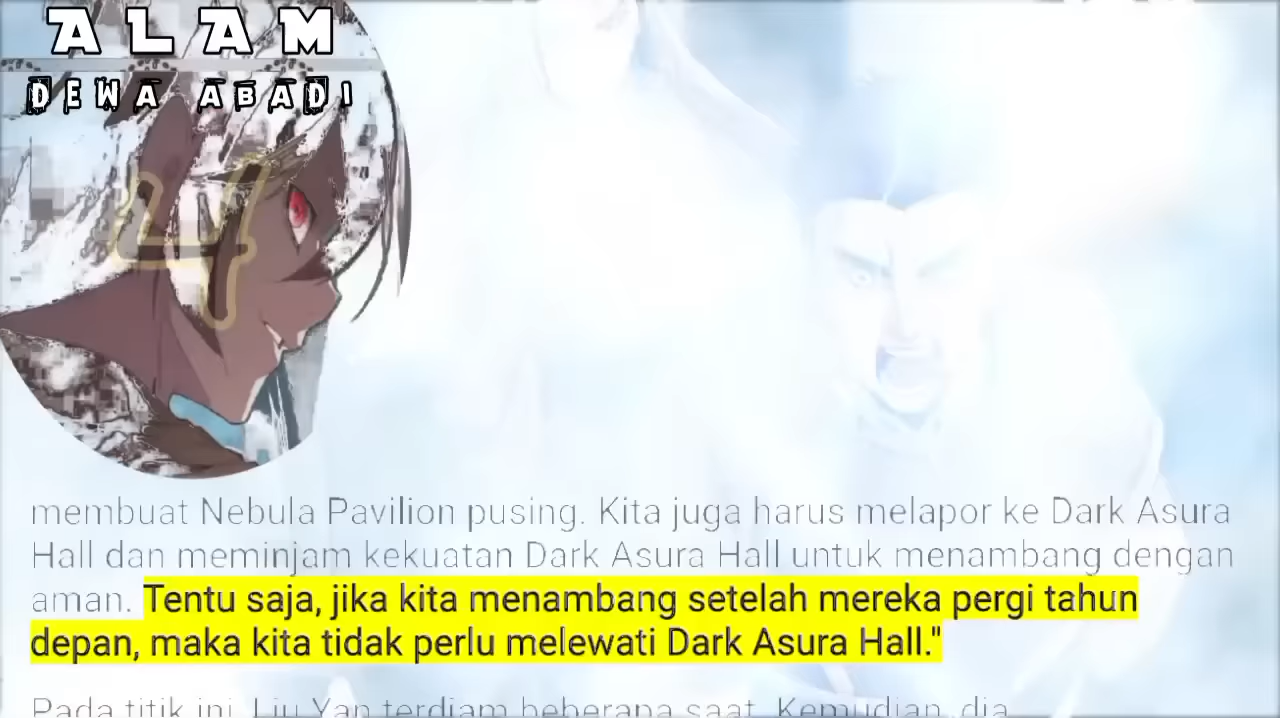 ALAM
DEWA ABADI
4
membuat Nebula Pavilion pusing. Kita juga harus melapor ke Dark Asura
Hall dan meminjam kekuatan Dark Asura Hall untuk menambang dengan
aman. Tentu saja, jika kita menambang setelah mereka pergi tahun
depan, maka kita tidak perlu melewati Dark Asura Hall."
Pada titik ini, Liu Yan terdiam beberapa saat. Kemudian, dia